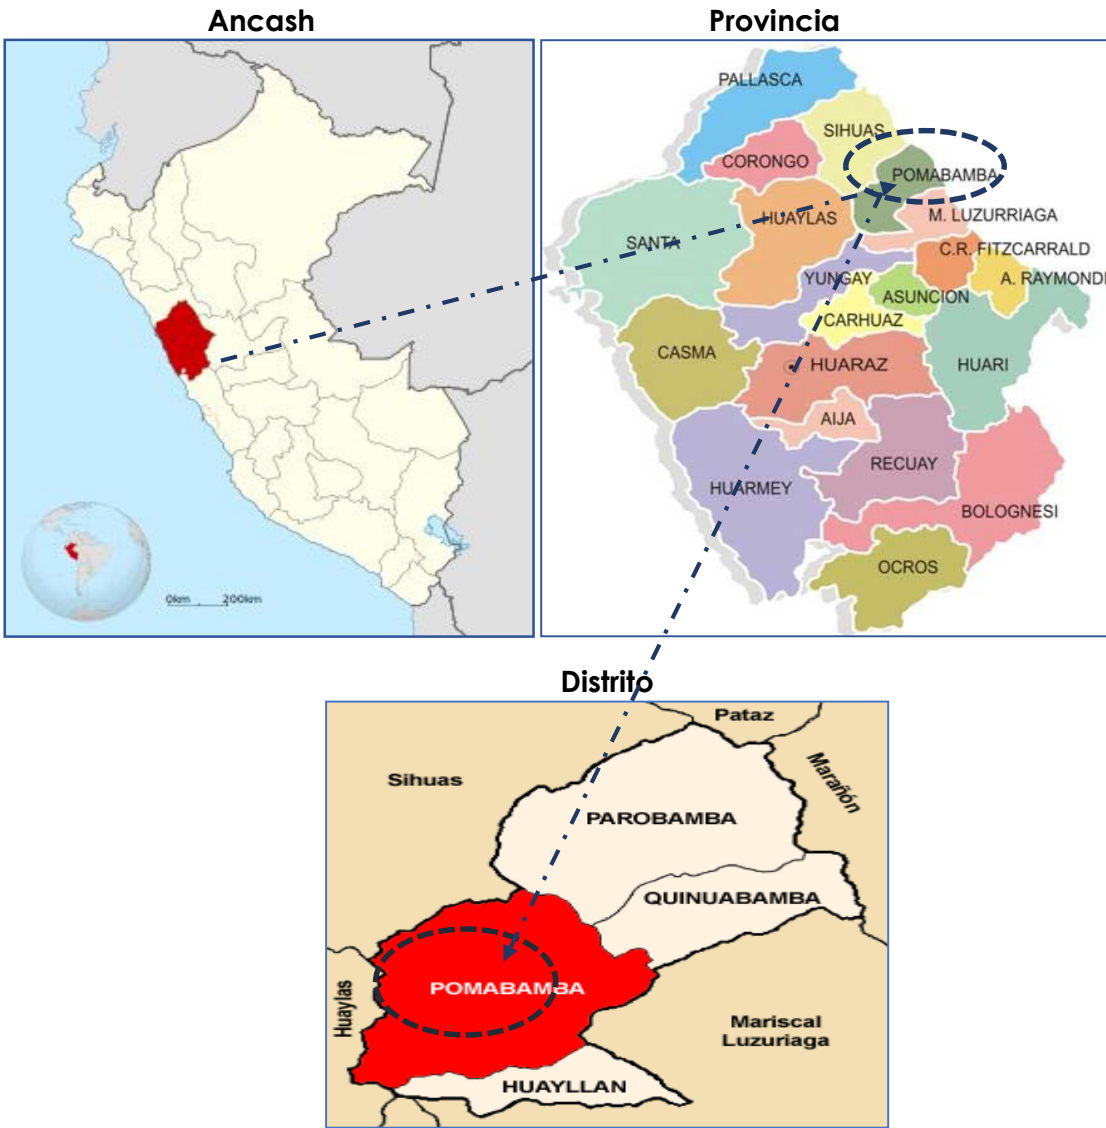 Ancash
Provincia
0km 200km
PALLASCA
SIHUAS
CORONGO
POMABAMBA
HUAYLAS
M. LUZURRIAGA
SANTA
C.R. FITZCARRALD
YUNGAY
A. RAYMONDI
ASUNCION
CARHUAZ
CASMA
HUARAZ
HUARI
AIJA
RECUAY
HUARMEY
BOLOGNESI
OCROS
Distrito
Pataz
Sihuas
Marañón
PAROBAMBA
QUINUABAMBA
POMABAMBA
Huaylas
Mariscal
Luzuriaga
HUAYLLAN